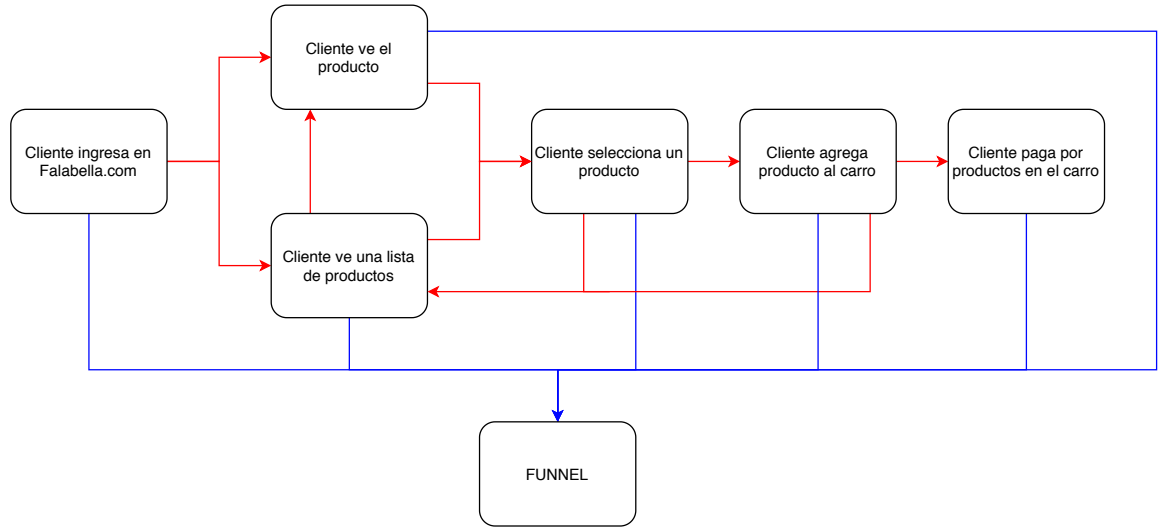 Cliente ve el
producto
Cliente ingresa en
Falabella.com
Cliente selecciona un
producto
Cliente agrega
producto al carro
Cliente paga por
productos en el carro
Cliente ve una lista
de productos
FUNNEL